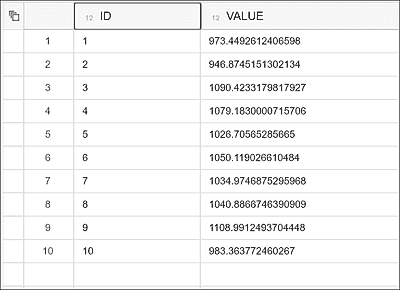 12 ID 12 VALUE
1 1 973.4492612406598
2 2 946.8745151302134
3 3 1090.4233179817927
4 4 1079.1830000715706
5 5 1026.70565285665
6 6 1050.119026610484
7 7 1034.9746875295968
8 8 1040.8866746390909
9 9 1108.9912493704448
10 10 983.363772460267